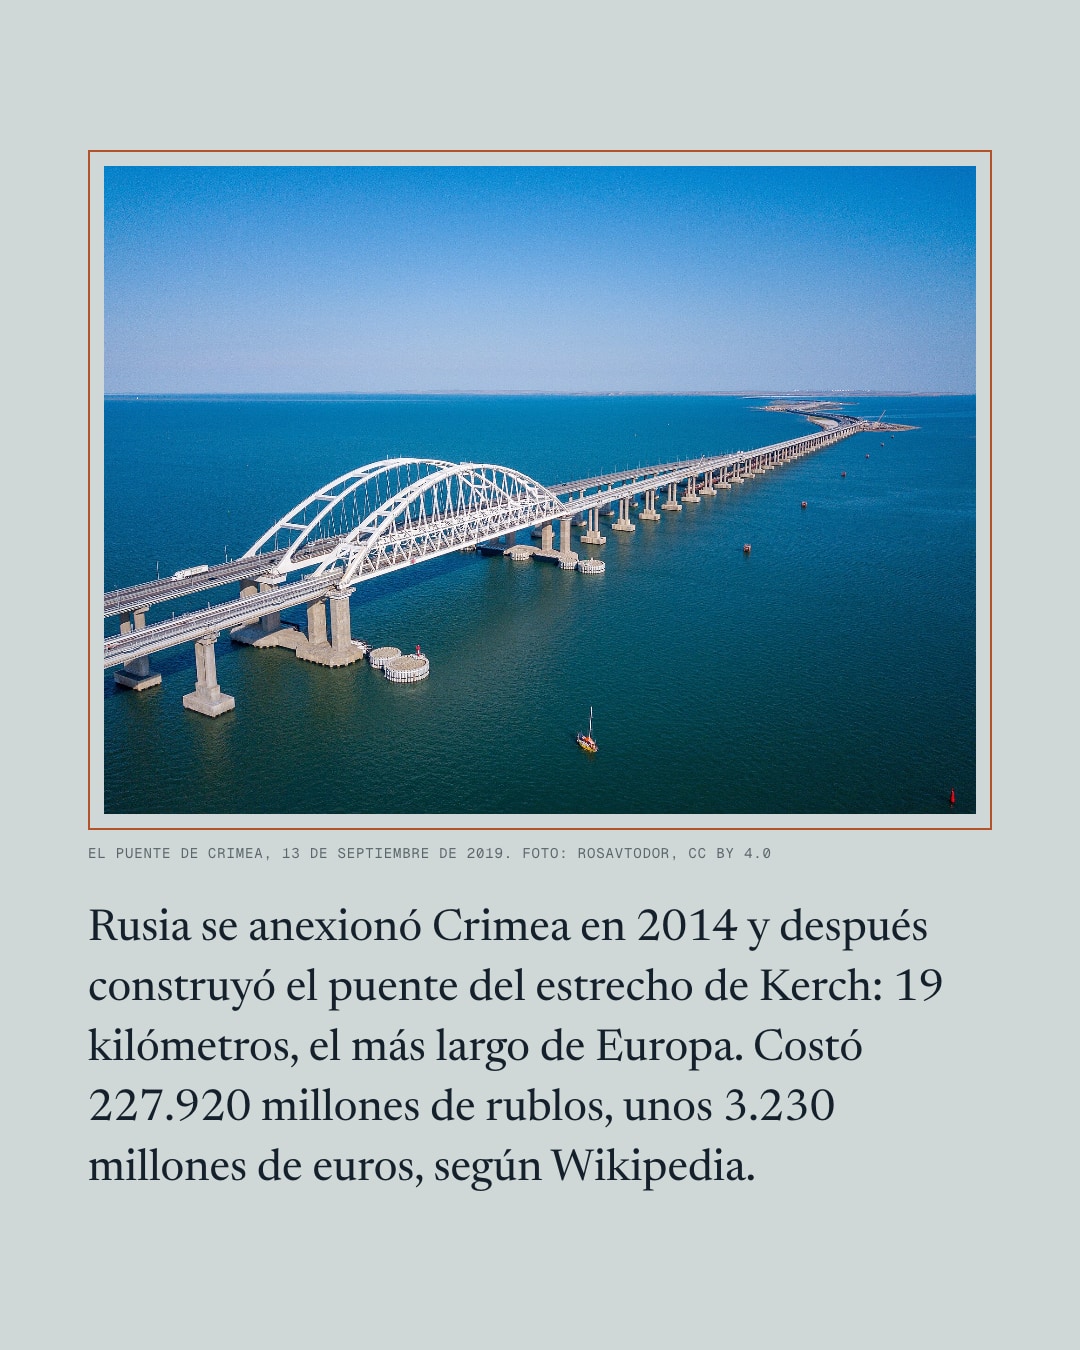 EL PUENTE DE CRIMEA, 13 DE SEPTIEMBRE DE 2019. FOTO: ROSAVTODOR, CC BY 4.0
Rusia se anexionó Crimea en 2014 y después
construyó el puente del estrecho de Kerch: 19
kilómetros, el más largo de Europa. Costó
227.920 millones de rublos, unos 3.230
millones de euros, según Wikipedia.